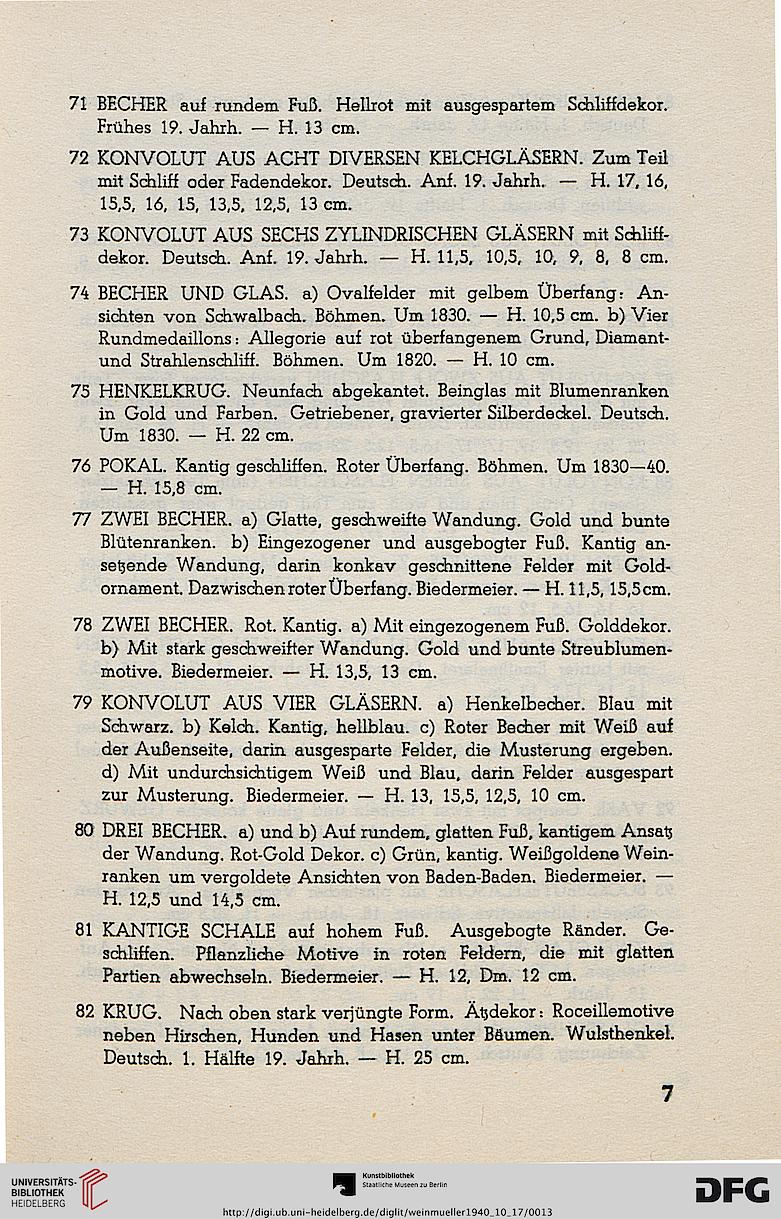 71 BECHER auf rundem Fuß. Hellrot mit ausgespartem Schliffdekor.
Frühes 19. Jahrh. — H. 13 cm.
72 KONVOLUT AUS ACHT DIVERSEN KELCHGLÄSERN. Zum Teil
mit Schliff oder Fadendekor. Deutsch. Anf. 19. Jahrh. — H. 17, 16,
15,5, 16, 15, 13,5, 12,5, 13 cm.
73 KONVOLUT AUS SECHS ZYLINDRISCHEN GLÄSERN mit Schliff-
dekor. Deutsch. Anf. 19. Jahrh. — H. 11,5, 10,5, 10, 9, 8, 8 cm.
74 BECHER UND GLAS. a) Ovalfelder mit gelbem Überfang: An-
sichten von Schwalbach. Böhmen. Um 1830. — H. 10,5 cm. b) Vier
Rundmedaillons: Allegorie auf rot überfangenem Grund, Diamant-
und Strahlenschliff. Böhmen. Um 1820. — H. 10 cm.
75 HENKELKRUG. Neunfach abgekantet. Beinglas mit Blumenranken
in Gold und Farben. Getriebener, gravierter Silberdeckel. Deutsch.
Um 1830. — H. 22 cm.
76 POKAL. Kantig geschliffen. Roter Überfang. Böhmen. Um 1830—40.
— H. 15,8 cm.
77 ZWEI BECHER. a) Glatte, geschweifte Wandung. Gold und bunte
Blütenranken. b) Eingezogener und ausgebogter Fuß. Kantig an-
setzende Wandung, darin konkav geschnittene Felder mit Gold-
ornament. Dazwischen roter Überfang. Biedermeier. — H. 11,5, 15,5 cm.
78 ZWEI BECHER. Rot. Kantig. a) Mit eingezogenem Fuß. Golddekor.
b) Mit stark geschweifter Wandung. Gold und bunte Streublumen-
motive. Biedermeier. — H. 13,5, 13 cm.
79 KONVOLUT AUS VIER GLÄSERN. a) Henkelbecher. Blau mit
Schwarz. b) Kelch. Kantig, hellblau. c) Roter Becher mit Weiß auf
der Außenseite, darin ausgesparte Felder, die Musterung ergeben.
d) Mit undurchsichtigem Weiß und Blau, darin Felder ausgespart
zur Musterung. Biedermeier. — H. 13, 15,5, 12,5, 10 cm.
80 DREI BECHER. a) und b) Auf rundem, glatten Fuß, kantigem Ansatz
der Wandung. Rot-Gold Dekor. c) Grün, kantig. Weißgoldene Wein-
ranken um vergoldete Ansichten von Baden-Baden. Biedermeier. —
H. 12,5 und 14,5 cm.
81 KANTIGE SCHALE auf hohem Fuß. Ausgebogte Ränder. Ge-
schliffen. Pflanzliche Motive in roten Feldern, die mit glatten
Partien abwechseln. Biedermeier. — H. 12, Dm. 12 cm.
82 KRUG. Nach oben stark verjüngte Form. Ätzdekor: Roceillemotive
neben Hirschen, Hunden und Hasen unter Bäumen. Wulsthenkel.
Deutsch. 1. Hälfte 19. Jahrh. — H. 25 cm.
7
UNIVERSITÄTS-
BIBLIOTHEK
HEIDELBERG
Kunstbibliothek
Staatliche Museen zu Berlin
DFG
http://digi.ub.uni-heidelberg.de/diglit/weinmueller1940_10_17/0013